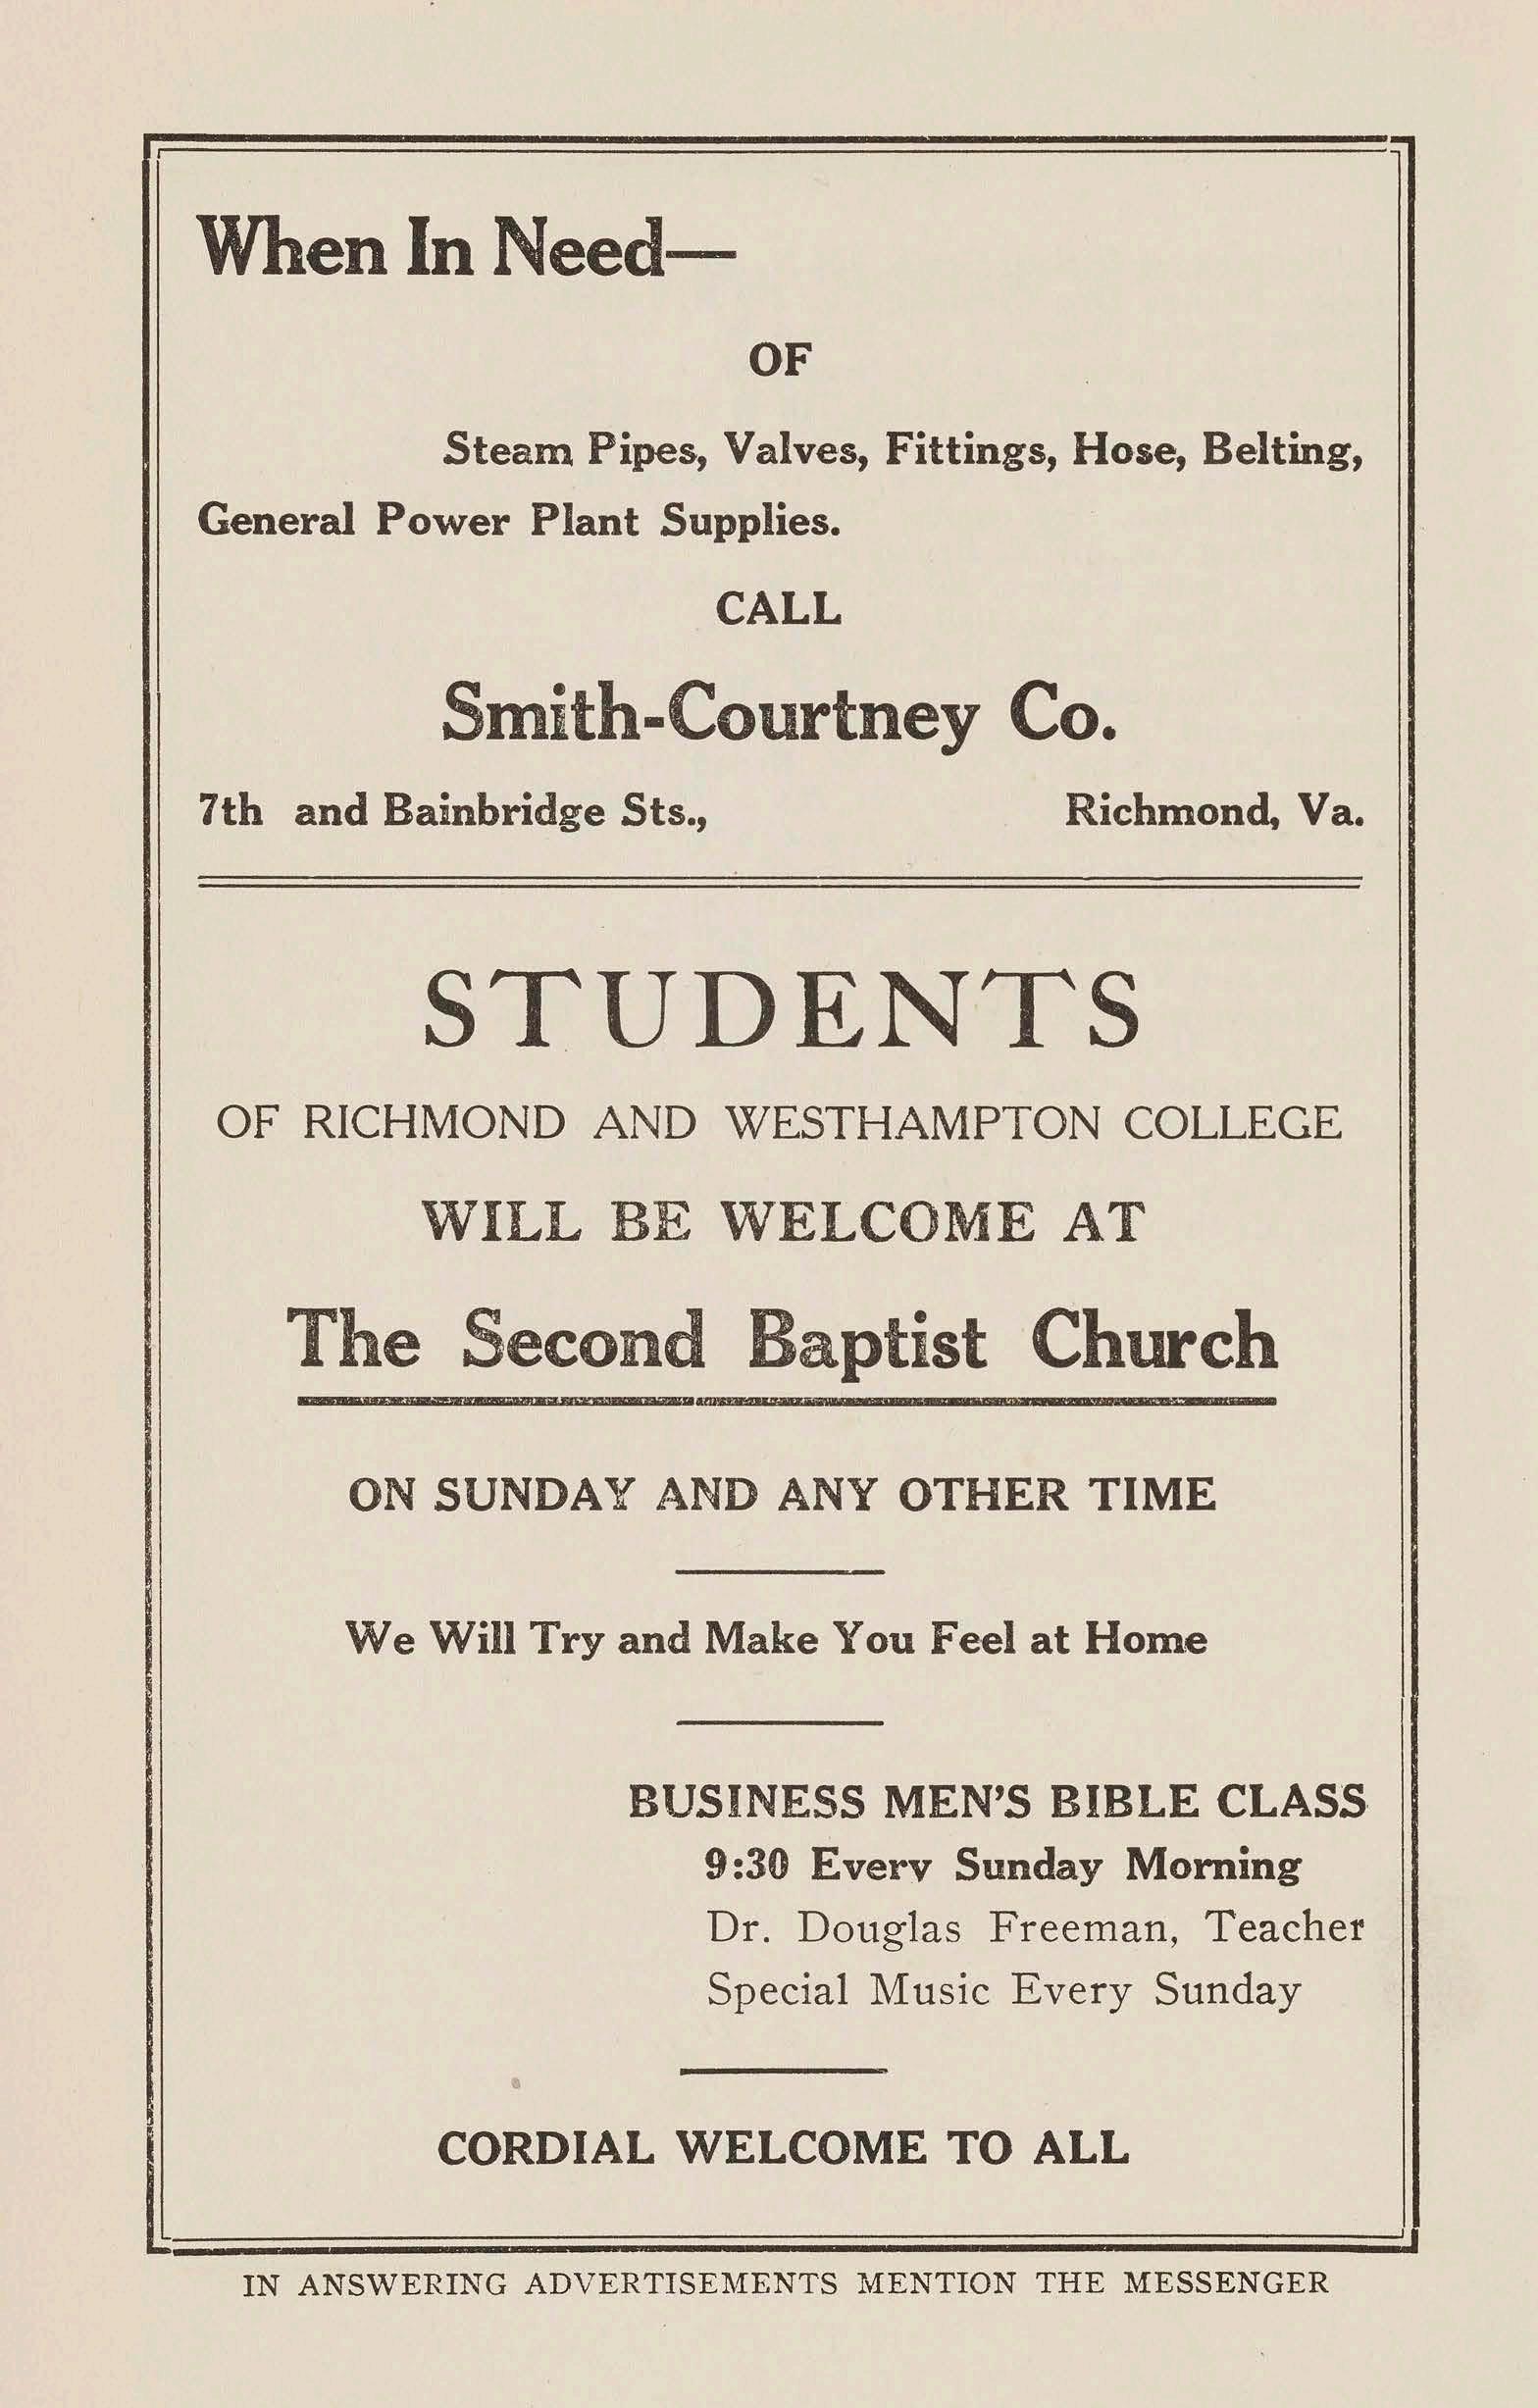 When In Need—
OF
Steam Pipes, Valves, Fittings, Hose, Belting,
General Power Plant Supplies.
CALL
Smith-Courtney Co.
7th and Bainbridge Sts., Richmond, Va.
STUDENTS
OF RICHMOND AND WESTHAMPTON COLLEGE
WILL BE WELCOME AT
The Second Baptist Church
ON SUNDAY AND ANY OTHER TIME
We Will Try and Make You Feel at Home
BUSINESS MEN'S BIBLE CLASS
9:30 Everv Sunday Morning
Dr. Douglas Freeman, Teacher
Special Music Every Sunday
CORDIAL WELCOME TO ALL
IN ANSWERING ADVERTISEMENTS MENTION THE MESSENGER